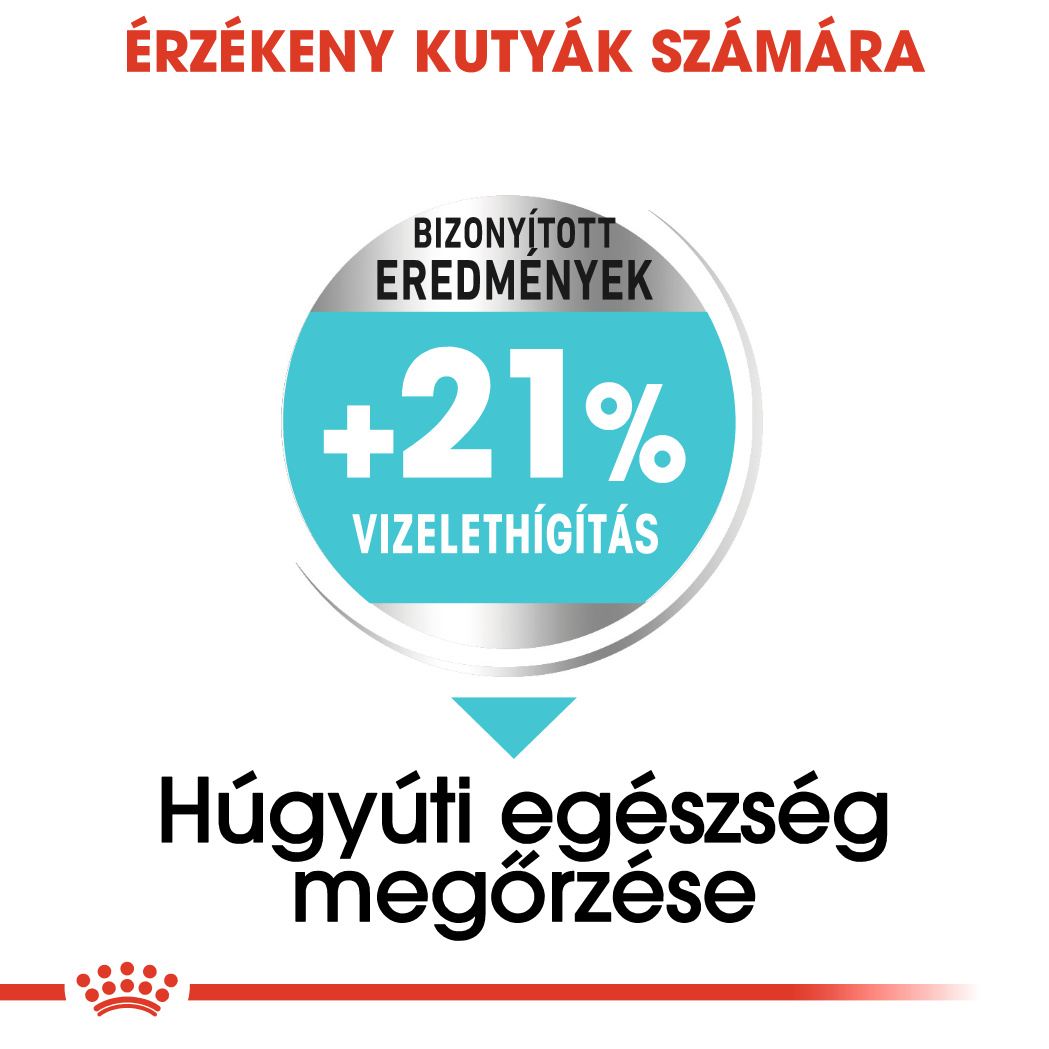 ÉRZÉKENY KUTYÁK SZÁMÁRA
BIZONYÍTOTT
EREDMÉNYEK
+21%
VIZELETHÍGÍTÁS
Húgyúti egészség
megőrzése